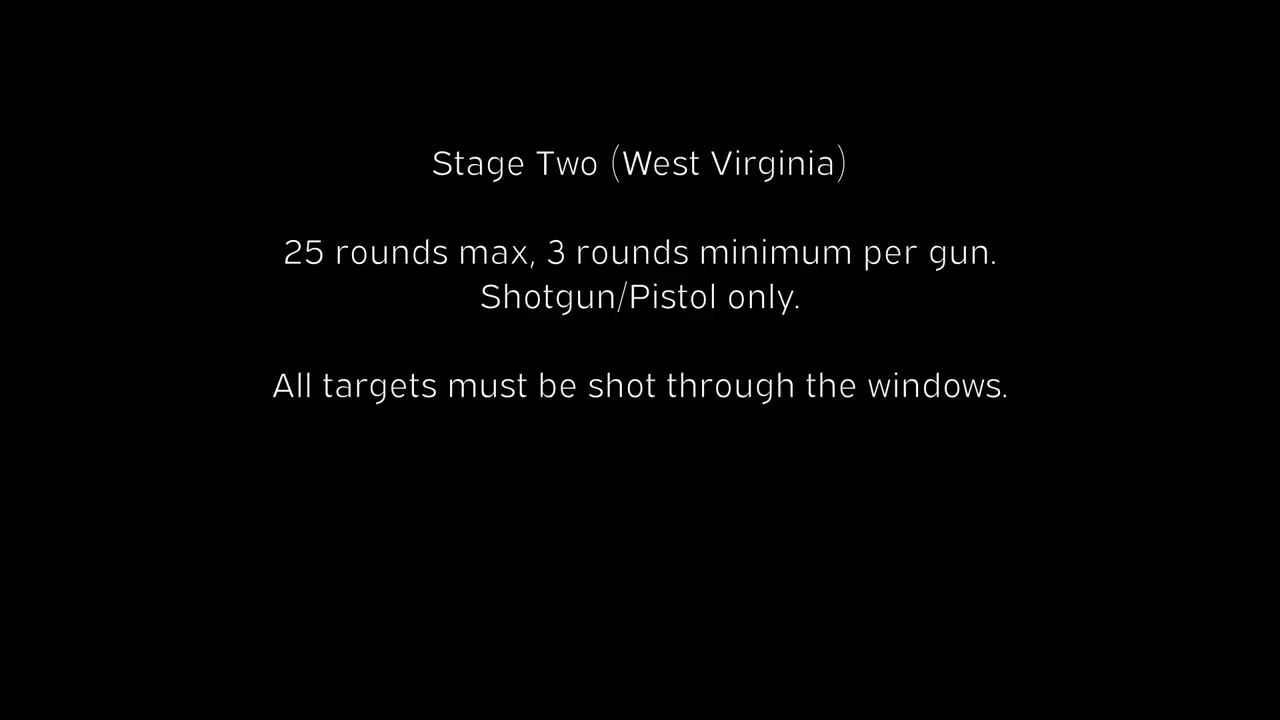 Stage Two (West Virginia)
25 rounds max, 3 rounds minimum per gun.
Shotgun/Pistol only.
All targets must be shot through the windows.